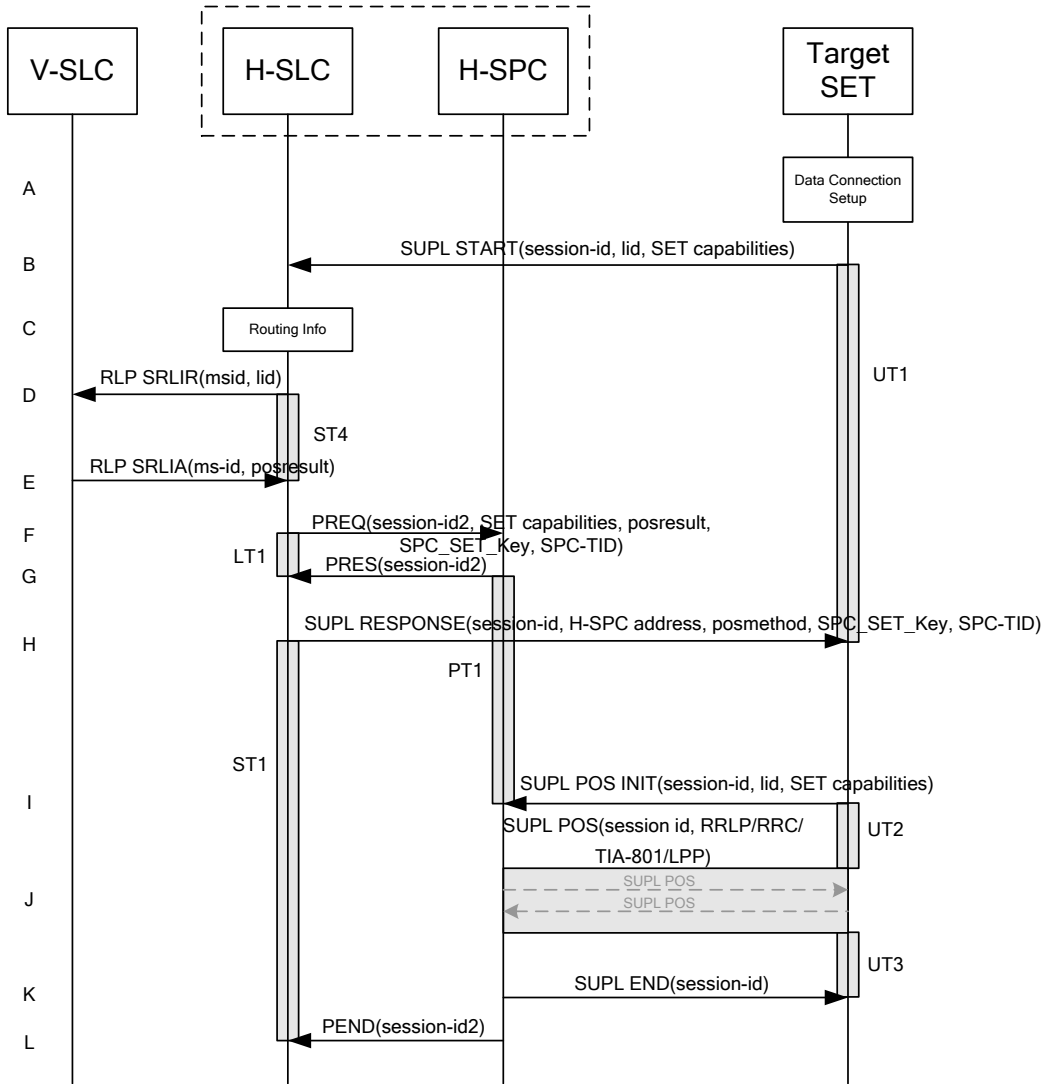 V-SLC
H-SLC
H-SPC
Target
SET
A
Data Connection
Setup
B
SUPL START(session-id, lid, SET capabilities)
C
Routing Info
UT1
D
RLP SRLIR(msid, lid)
ST4
E
RLP SRLIA(ms-id, posresult)
F
PREQ(session-id2, SET capabilities, posresult,
SPC_SET_Key, SPC-TID)
LT1
G
PRES(session-id2)
H
SUPL RESPONSE(session-id, H-SPC address, posmethod, SPC_SET_Key, SPC-TID)
PT1
ST1
I
SUPL POS INIT(session-id, lid, SET capabilities)
SUPL POS(session id, RRLP/RRC/
TIA-801/LPP)
UT2
J
SUPL POS
SUPL POS
UT3
K
SUPL END(session-id)
L
PEND(session-id2)